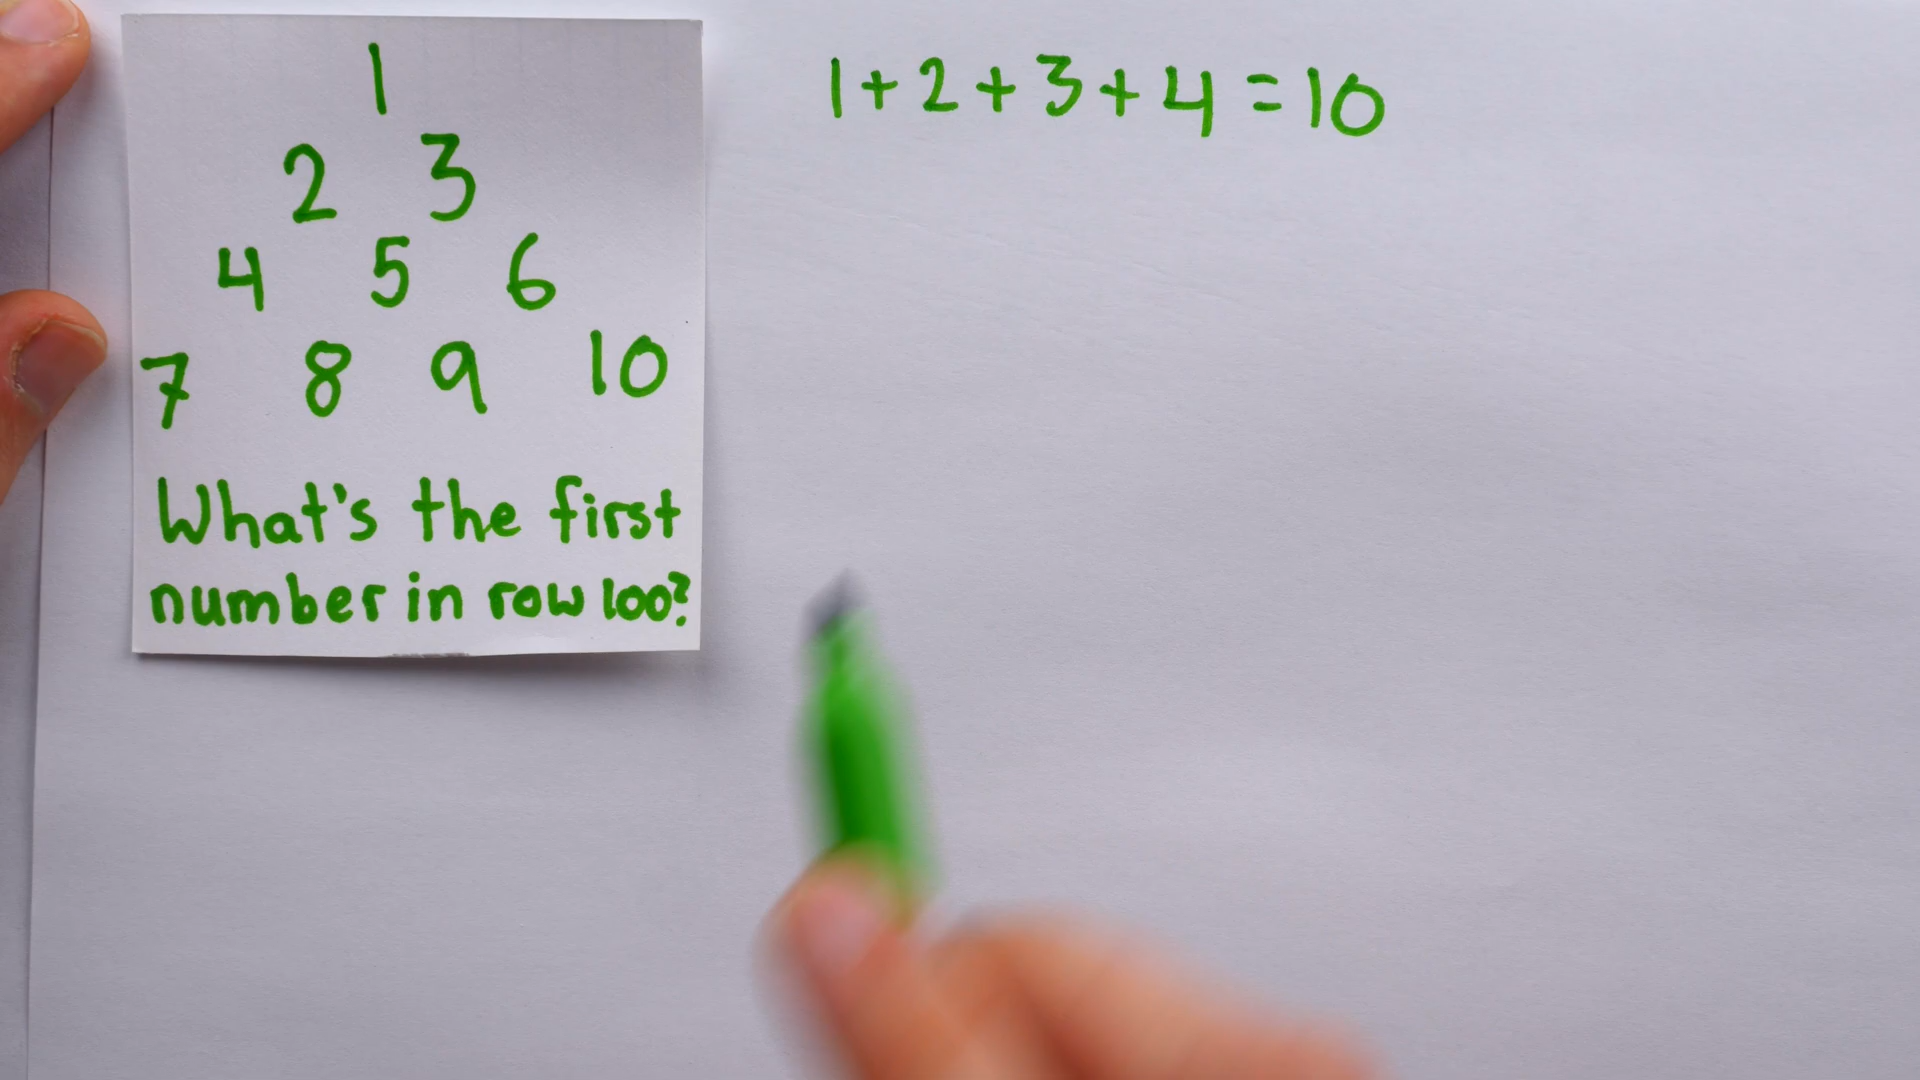 1
2 3
4 5 6
7 8 9 10
What's the first
number in row 100?
1+2+3+4=10